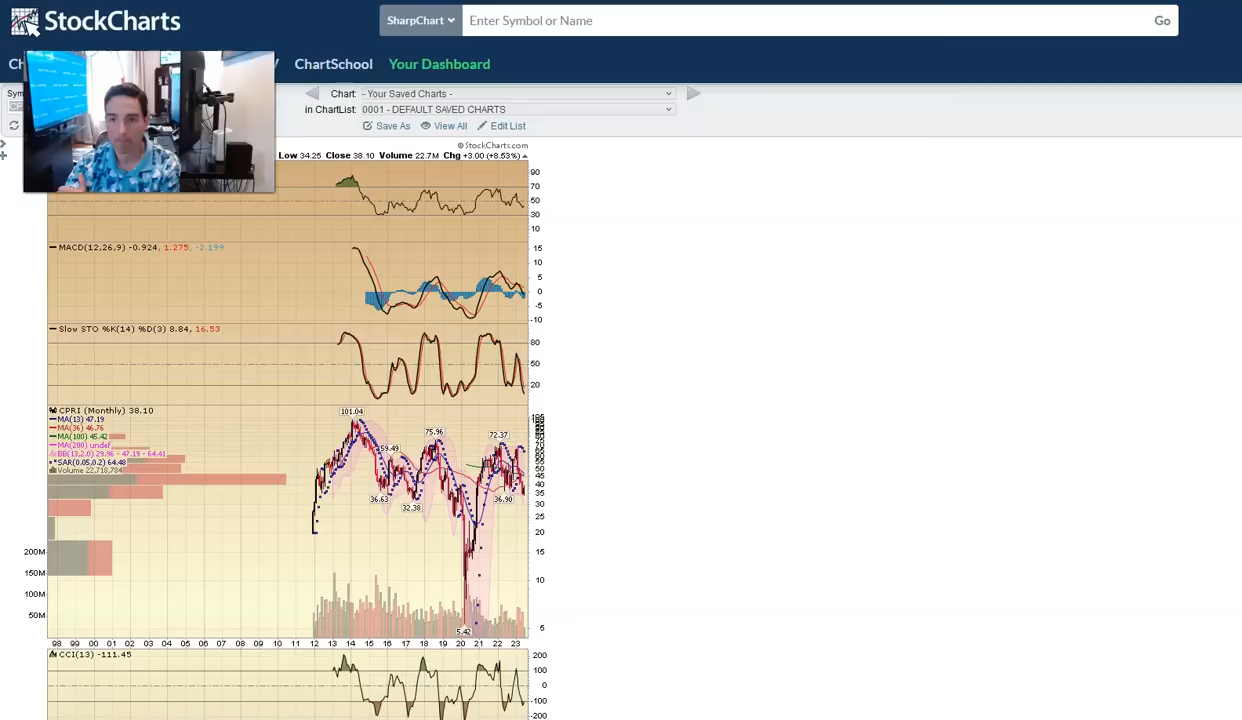 StockCharts
SharpChart
Enter Symbol or Name
Go
ChartSchool
Your Dashboard
Sym
Chart:
- Your Saved Charts -
in ChartList:
0001 - DEFAULT SAVED CHARTS
Save As
View All
Edit List
© StockCharts.com
Low 34.25 Close 38.10 Volume 22.7M Chg +3.00 (+8.53%)
90
70
50
30
10
MACD(12,26,9) -0.924, 1.275, -2.199
15
10
5
0
-5
-10
Slow STO %K(14) %D(3) 8.84, 16.53
80
50
20
CPRI (Monthly) 38.10
MA(13) 47.19
MA(36) 46.76
MA(100) 45.42
MA(200) undef
BB(13,2.0) 29.96 - 47.19 - 64.41
SAR(0.05,0.2) 64.48
Volume 22,718,784
101.04
59.49
36.63
32.38
75.96
72.37
36.90
5.42
70
60
50
45
40
35
30
25
20
15
10
5
200M
150M
100M
50M
98 99 00 01 02 03 04 05 06 07 08 09 10 11 12 13 14 15 16 17 18 19 20 21 22 23
CCI(13) -111.45
200
100
0
-100
-200